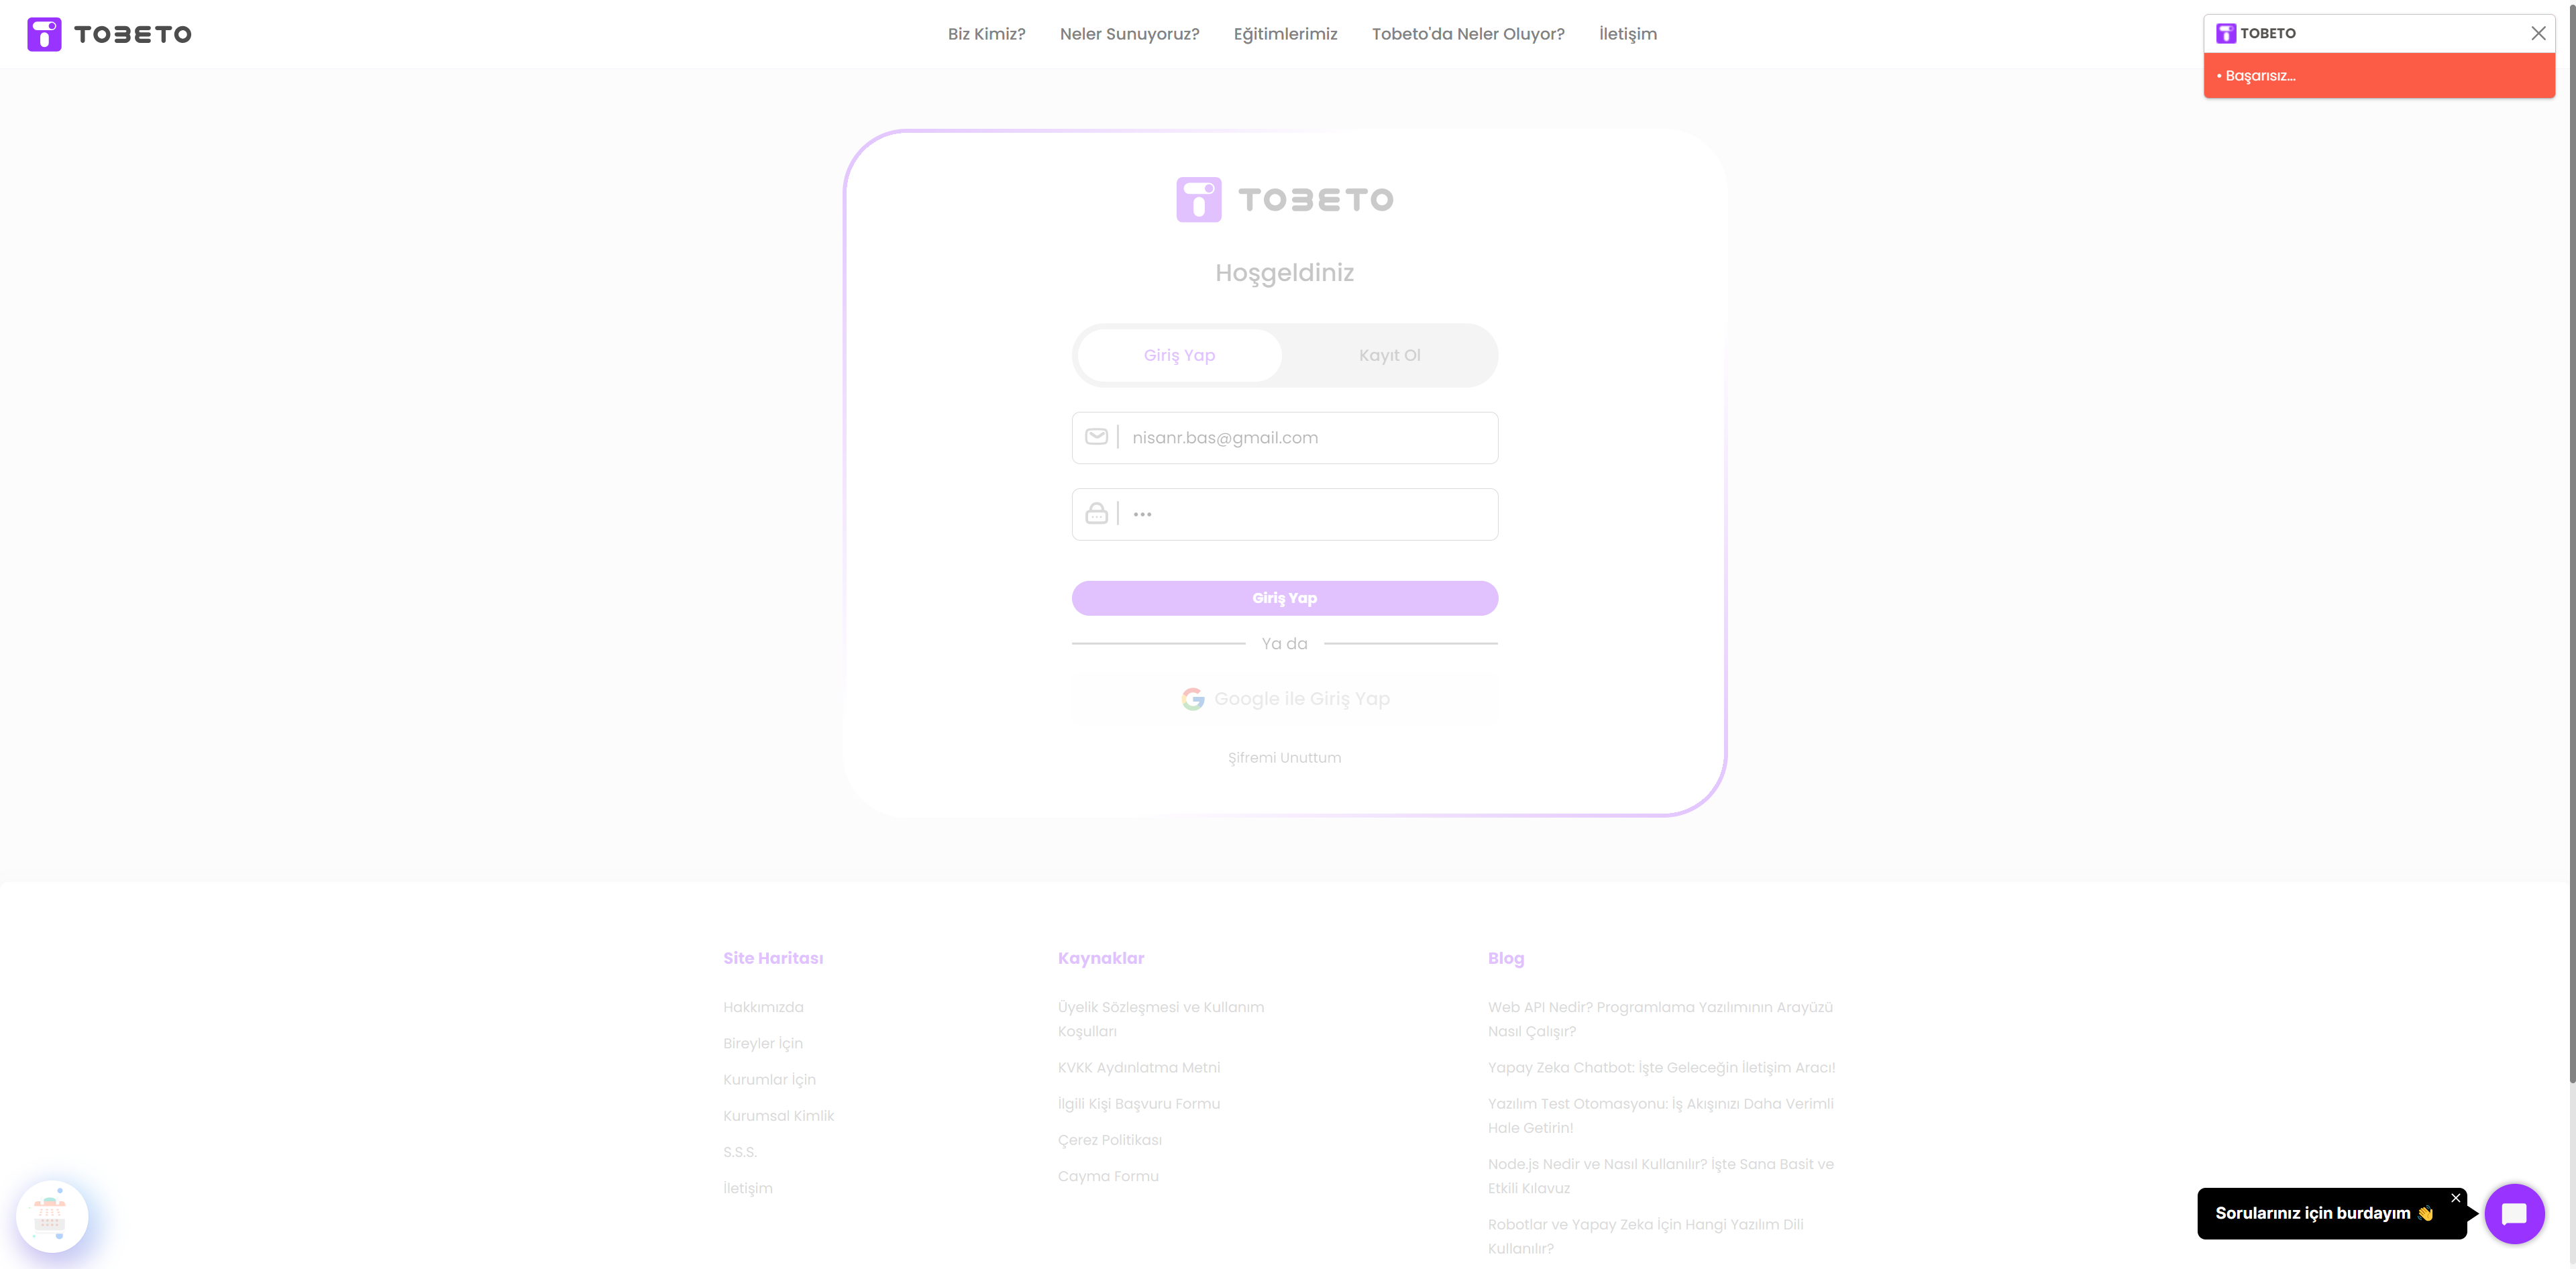 TOBETO
Biz Kimiz?
Neler Sunuyoruz?
Eğitimlerimiz
Tobeto'da Neler Oluyor?
İletişim
TOBETO
• Başarısız...
TOBETO
Hoşgeldiniz
Giriş Yap
Kayıt Ol
nisanr.bas@gmail.com
•••
Giriş Yap
Ya da
Google ile Giriş Yap
Şifremi Unuttum
Site Haritası
Hakkımızda
Bireyler İçin
Kurumlar İçin
Kurumsal Kimlik
S.S.S.
İletişim
Kaynaklar
Üyelik Sözleşmesi ve Kullanım
Koşulları
KVKK Aydınlatma Metni
İlgili Kişi Başvuru Formu
Çerez Politikası
Cayma Formu
Blog
Web API Nedir? Programlama Yazılımının Arayüzü
Nasıl Çalışır?
Yapay Zeka Chatbot: İşte Geleceğin İletişim Aracı!
Yazılım Test Otomasyonu: İş Akışınızı Daha Verimli
Hale Getirin!
Node.js Nedir ve Nasıl Kullanılır? İşte Sana Basit ve
Etkili Kılavuz
Robotlar ve Yapay Zeka İçin Hangi Yazılım Dili
Kullanılır?
Sorularınız için burdayım 👋